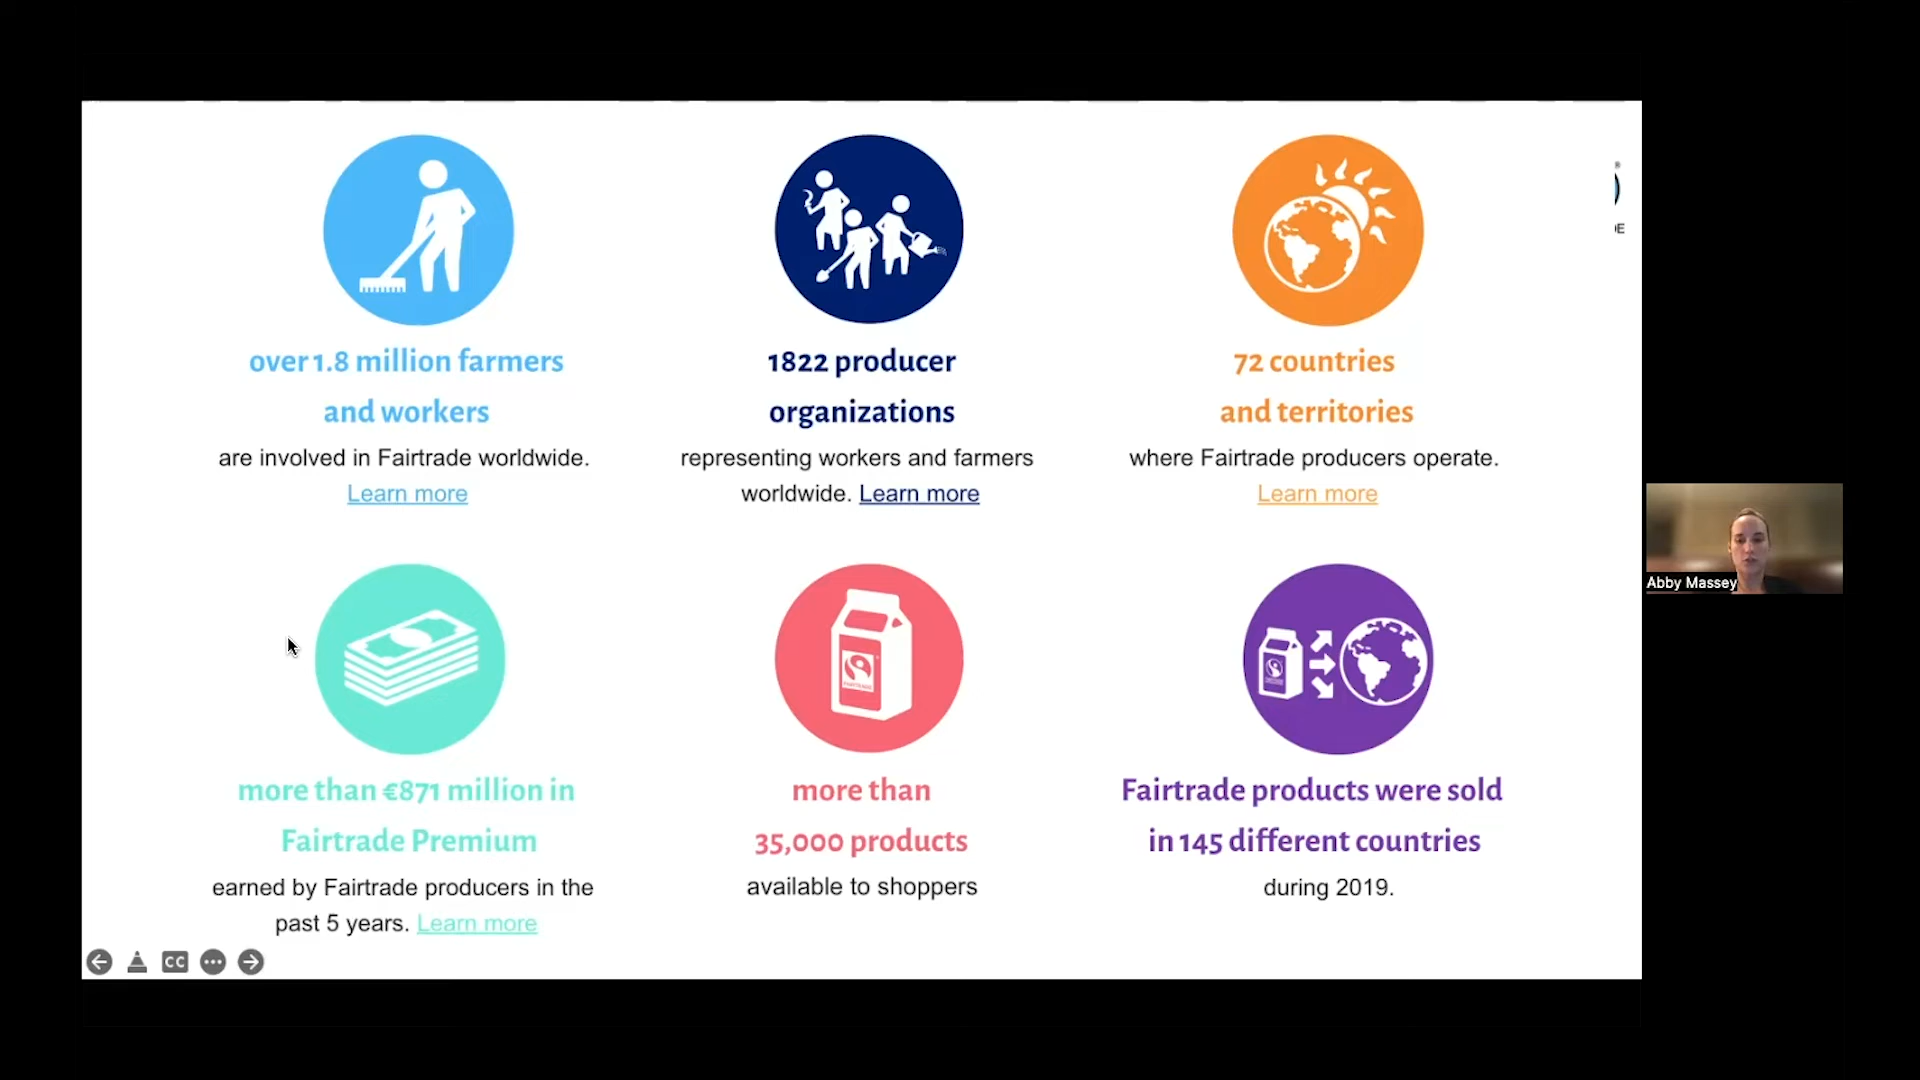 over 1.8 million farmers
and workers
are involved in Fairtrade worldwide.
Learn more
1822 producer
organizations
representing workers and farmers
worldwide. Learn more
72 countries
and territories
where Fairtrade producers operate.
Learn more
more than €871 million in
Fairtrade Premium
earned by Fairtrade producers in the
past 5 years. Learn more
FAIRTRADE
more than
35,000 products
available to shoppers
Fairtrade products were sold
in 145 different countries
during 2019.
CC
Abby Massey